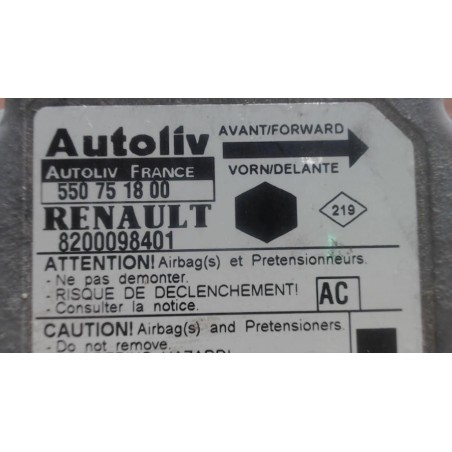 Autoliv
AVANT/FORWARD
AUTOLIV FRANCE
VORN/DELANTE
550 75 18 00
RENAULT
219
8200098401
ATTENTION! Airbag(s) et Pretensionneurs.
- Ne pas demonter.
- RISQUE DE DECLENCHEMENT!
AC
- Consulter la notice.
CAUTION! Airbag(s) and Pretensioners.
- Do not remove.